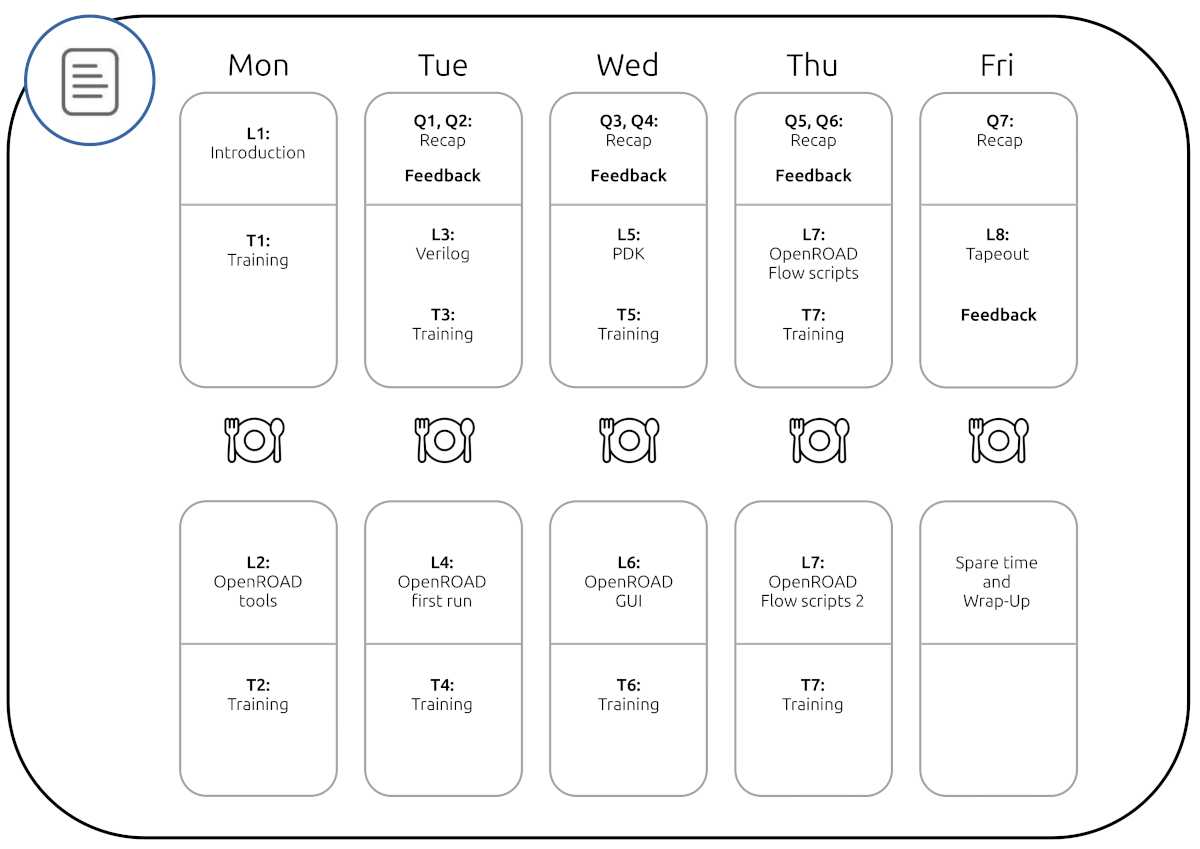 Mon
Tue
Wed
Thu
Fri
L1:
Introduction
T1:
Training
Q1, Q2:
Recap
Feedback
L3:
Verilog
T3:
Training
Q3, Q4:
Recap
Feedback
L5:
PDK
T5:
Training
Q5, Q6:
Recap
Feedback
L7:
OpenROAD
Flow scripts
T7:
Training
Q7:
Recap
L8:
Tapeout
Feedback
L2:
OpenROAD
tools
T2:
Training
L4:
OpenROAD
first run
T4:
Training
L6:
OpenROAD
GUI
T6:
Training
L7:
OpenROAD
Flow scripts 2
T7:
Training
Spare time
and
Wrap-Up